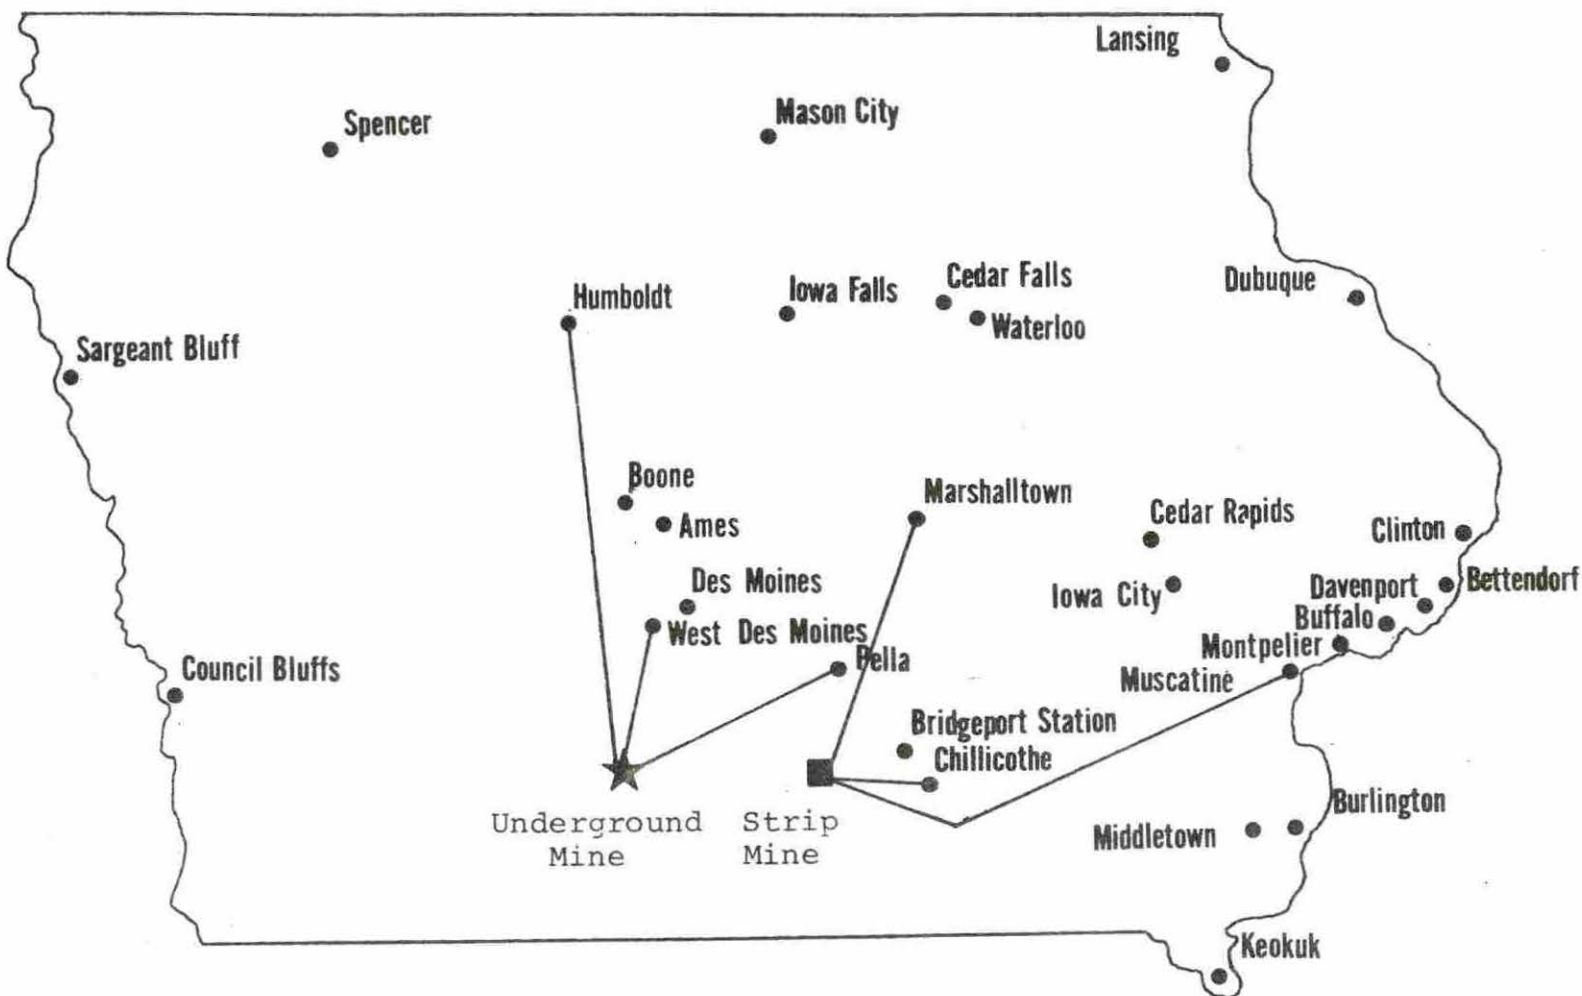 Lansing
Spencer
Mason City
Humboldt
Iowa Falls
Cedar Falls
Waterloo
Dubuque
Sargeant Bluff
Boone
Ames
Marshalltown
Cedar Rapids
Clinton
Des Moines
Iowa City
Davenport
Bettendorf
West Des Moines
Buffalo
Pella
Montpelier
Council Bluffs
Muscatine
Bridgeport Station
Chillicothe
Underground
Mine
Strip
Mine
Burlington
Middletown
Keokuk